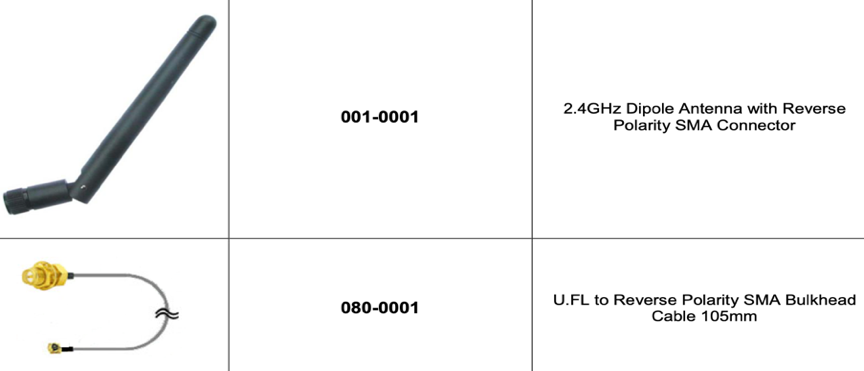 001-0001
2.4GHz Dipole Antenna with Reverse
Polarity SMA Connector
080-0001
U.FL to Reverse Polarity SMA Bulkhead
Cable 105mm